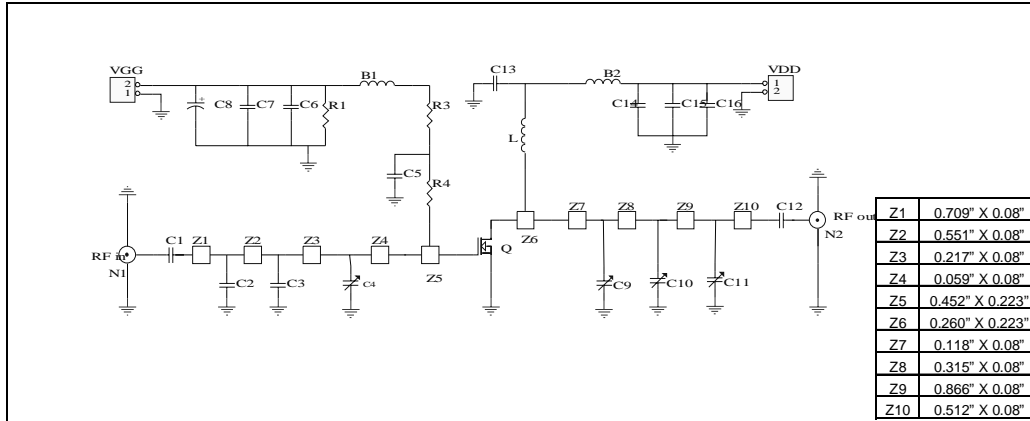 VGG
2
1
C8
C7
C6
R1
B1
R3
C5
R4
C13
B2
L
C14
C15
C16
VDD
1
2
RF in
N1
C1
Z1
C2
Z2
C3
Z3
C4
Z4
Z5
Q
Z6
Z7
C9
Z8
C10
Z9
C11
Z10
C12
RF out
N2
Z1 0.709” X 0.08”
Z2 0.551” X 0.08”
Z3 0.217” X 0.08”
Z4 0.059” X 0.08”
Z5 0.452” X 0.223”
Z6 0.260” X 0.223”
Z7 0.118” X 0.08”
Z8 0.315” X 0.08”
Z9 0.866” X 0.08”
Z10 0.512” X 0.08”